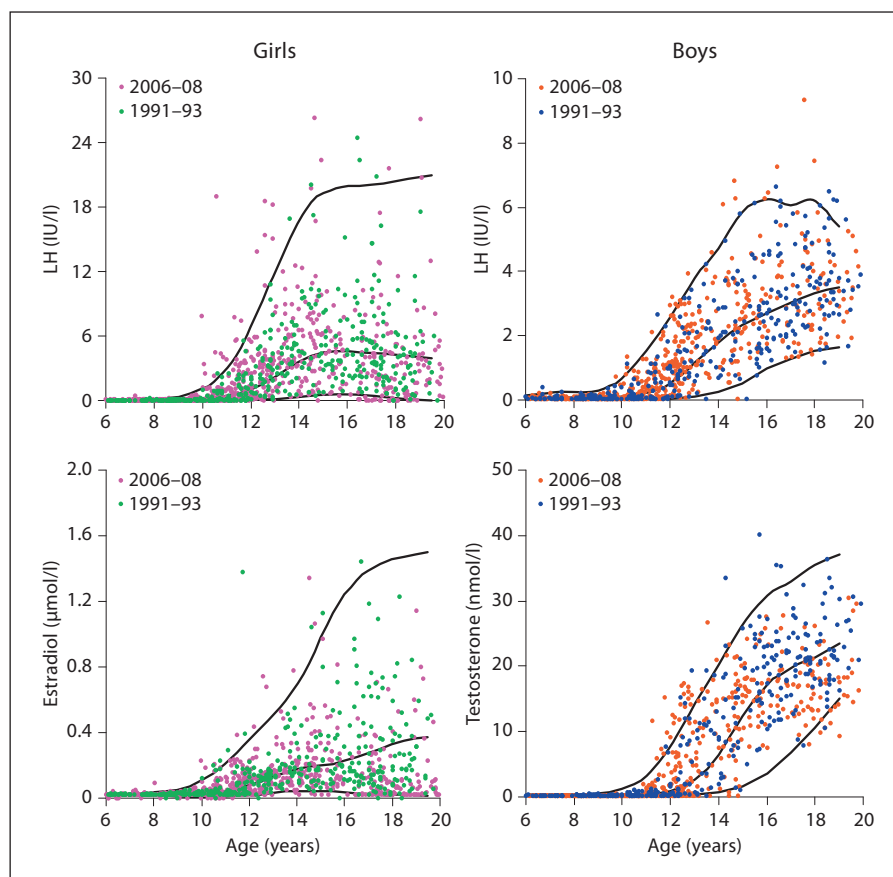 Girls
Boys
30
24
18
12
6
0
LH (IU/l)
2006–08
1991–93
6 8 10 12 14 16 18 20
10
8
6
4
2
0
LH (IU/l)
2006–08
1991–93
6 8 10 12 14 16 18 20
2.0
1.6
1.2
0.8
0.4
0
Estradiol (μmol/l)
2006–08
1991–93
6 8 10 12 14 16 18 20
Age (years)
50
40
30
20
10
0
Testosterone (nmol/l)
2006–08
1991–93
6 8 10 12 14 16 18 20
Age (years)